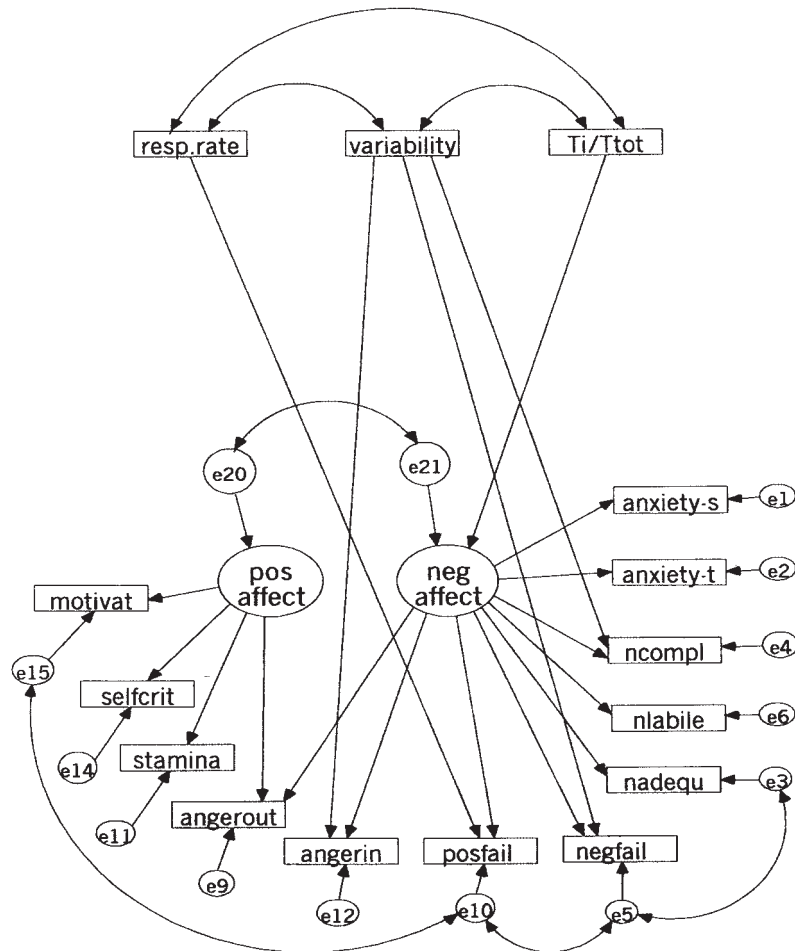 resp.rate
variability
Ti/Ttot
e20
e21
pos
affect
neg
affect
anxiety-s
e1
anxiety-t
e2
motivat
ncompl
e4
e15
selfcrit
nlabile
e6
e14
stamina
nadequ
e3
e11
angerout
angerin
posfail
negfail
e9
e12
e10
e5